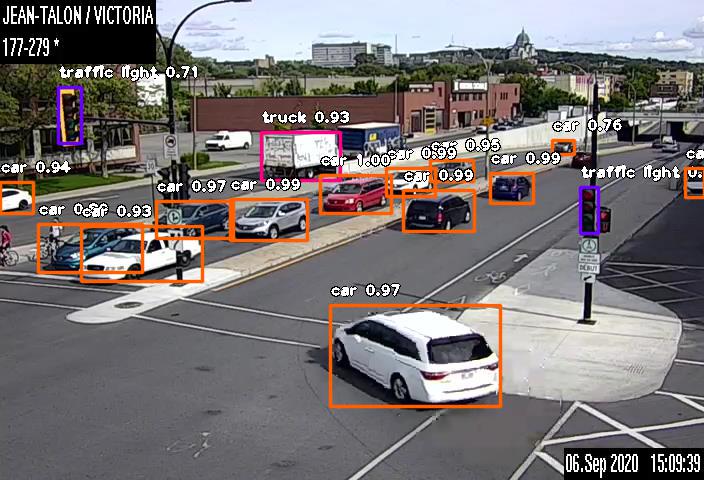 JEAN-TALON / VICTORIA
177-279 *
traffic light 0.71
truck 0.93
car 0.76
car 0.95
car 1.00
car 0.99
car 0.94
car 0.99
car 0.99
car 0.97
car 0.99
traffic light 0.
car 0.93
DÉBUT
car 0.97
06.Sep 2020 15:09:39